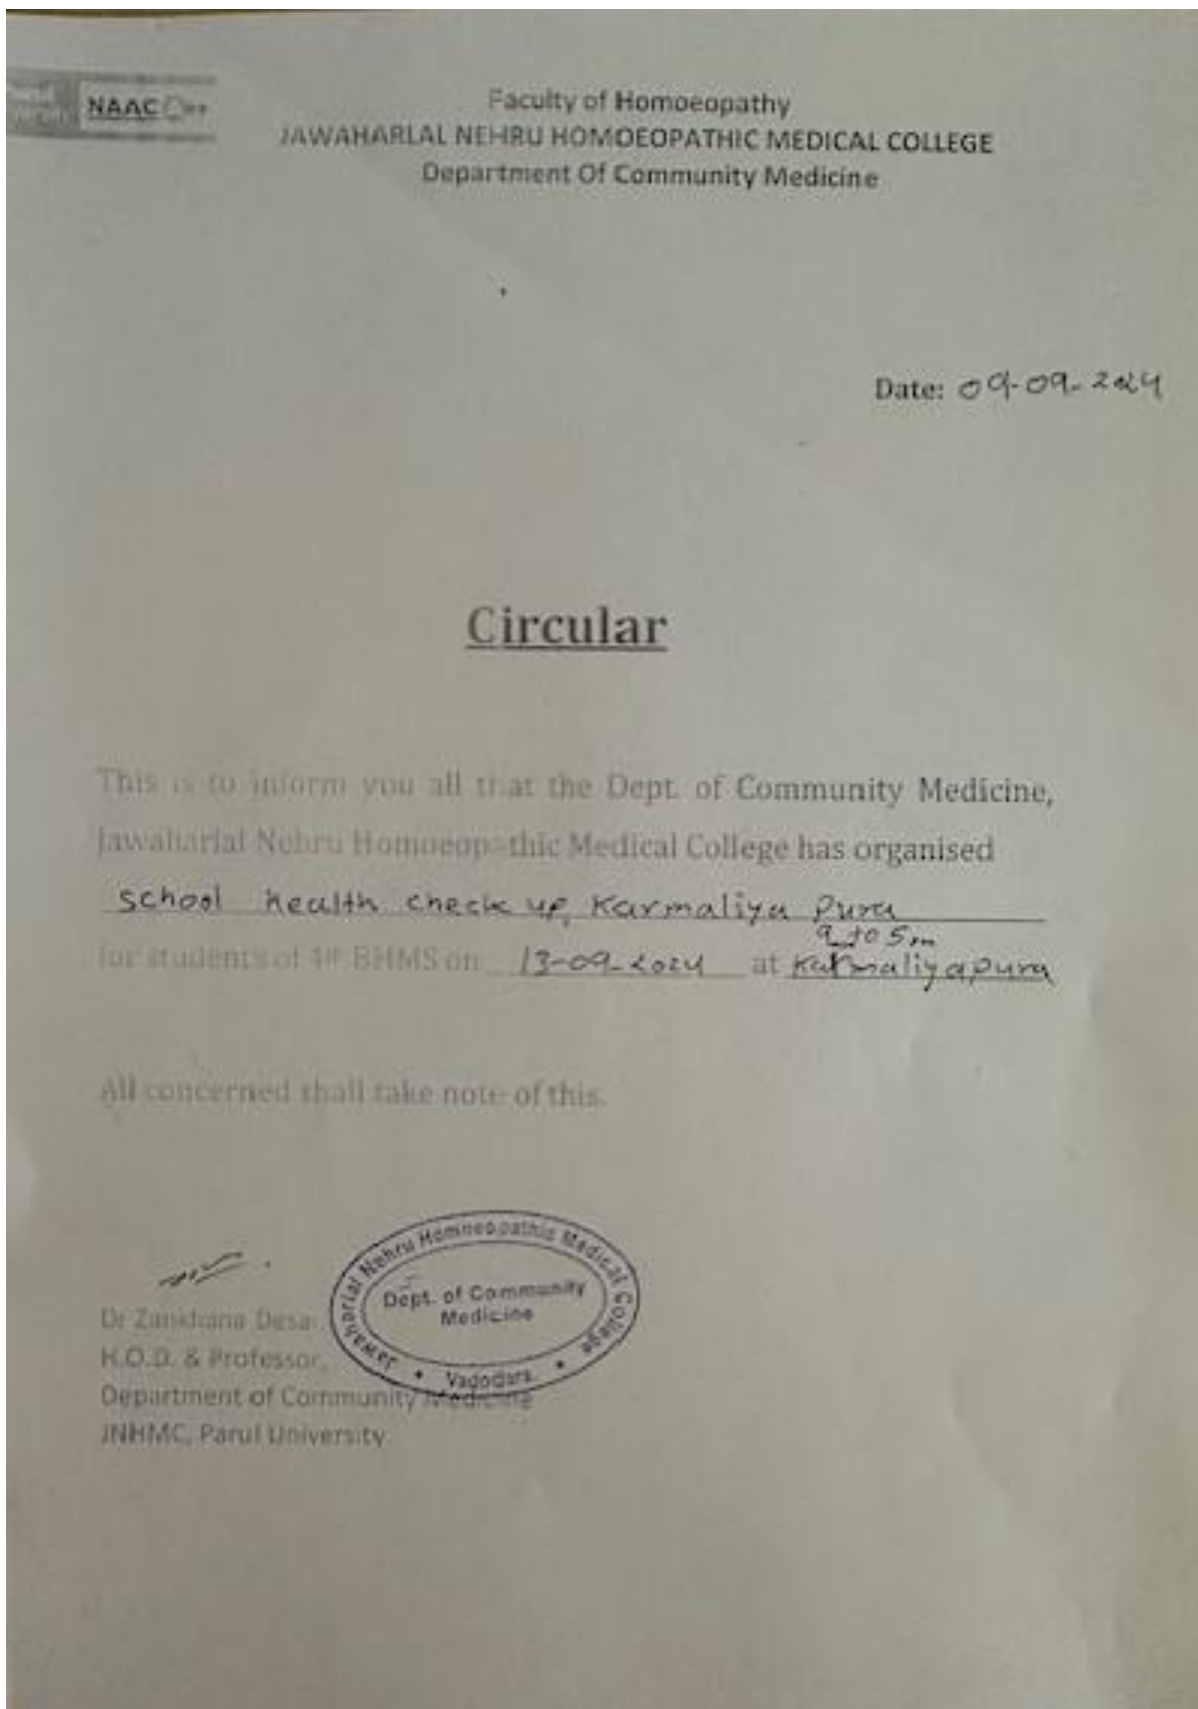 NAAC A++
Faculty of Homoeopathy
JAWAHARLAL NEHRU HOMOEOPATHIC MEDICAL COLLEGE
Department Of Community Medicine
Date: 09-09-2024
Circular
This is to inform you all that the Dept. of Community Medicine,
Jawaharlal Nehru Homoeopathic Medical College has organised
school health check up, Karmaliya Pura
9 to 5
for students of 4th BHMS on 13-09-2024 at Karmaliyapura
All concerned shall take note of this.
Dr Zankhana Desa
H.O.D. & Professor,
Department of Community Medicine
JNHMC, Parul University.
Jawaharlal Nehru Homoeopathic Medical College
Dept. of Community
Medicine
Vadodara